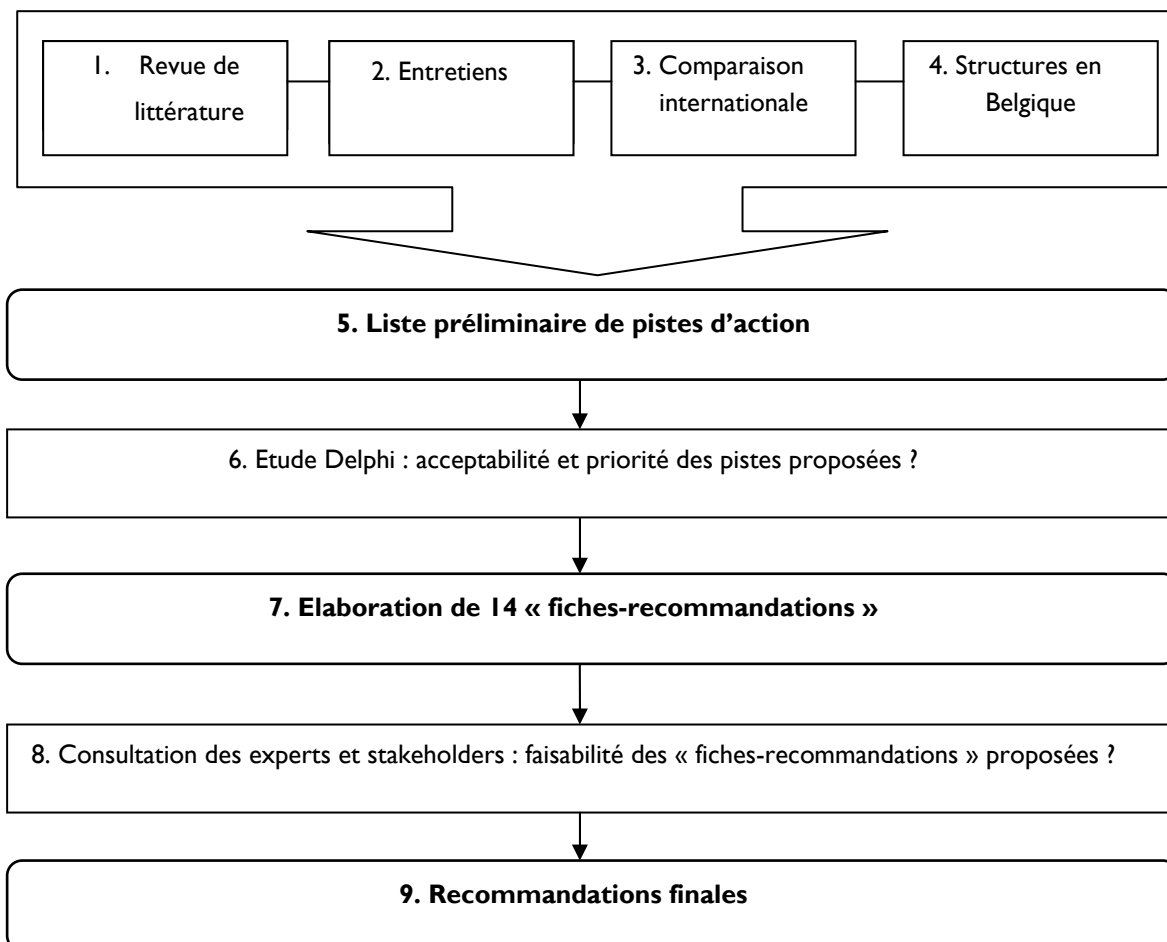 1. Revue de
littérature
2. Entretiens
3. Comparaison
internationale
4. Structures en
Belgique
5. Liste préliminaire de pistes d’action
6. Etude Delphi : acceptabilité et priorité des pistes proposées ?
7. Elaboration de 14 « fiches-recommandations »
8. Consultation des experts et stakeholders : faisabilité des « fiches-recommandations » proposées ?
9. Recommandations finales